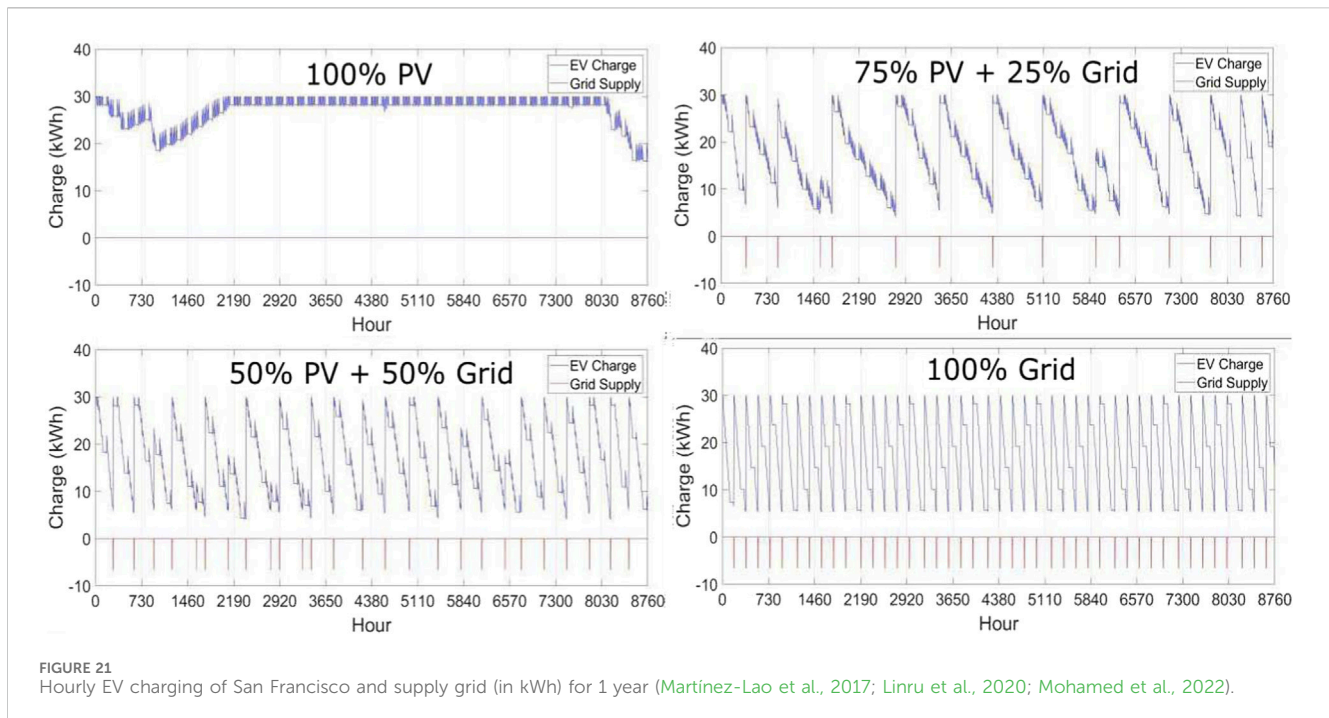 40
30
20
10
0
-10
Charge (kWh)
100% PV
EV Charge
Grid Supply
0 730 1460 2190 2920 3650 4380 5110 5840 6570 7300 8030 8760
Hour
40
30
20
10
0
-10
Charge (kWh)
75% PV + 25% Grid
EV Charge
Grid Supply
0 730 1460 2190 2920 3650 4380 5110 5840 6570 7300 8030 8760
Hour
40
30
20
10
0
-10
Charge (kWh)
50% PV + 50% Grid
EV Charge
Grid Supply
0 730 1460 2190 2920 3650 4380 5110 5840 6570 7300 8030 8760
Hour
40
30
20
10
0
-10
Charge (kWh)
100% Grid
EV Charge
Grid Supply
0 730 1460 2190 2920 3650 4380 5110 5840 6570 7300 8030 8760
Hour
FIGURE 21
Hourly EV charging of San Francisco and supply grid (in kWh) for 1 year (Martínez-Lao et al., 2017; Linru et al., 2020; Mohamed et al., 2022).